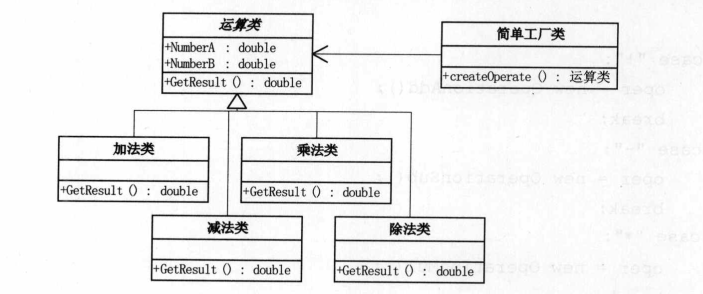 运算类
+NumberA : double
+NumberB : double
+GetResult () : double
简单工厂类
+createOperate () : 运算类
加法类
+GetResult () : double
乘法类
+GetResult () : double
减法类
+GetResult () : double
除法类
+GetResult () : double